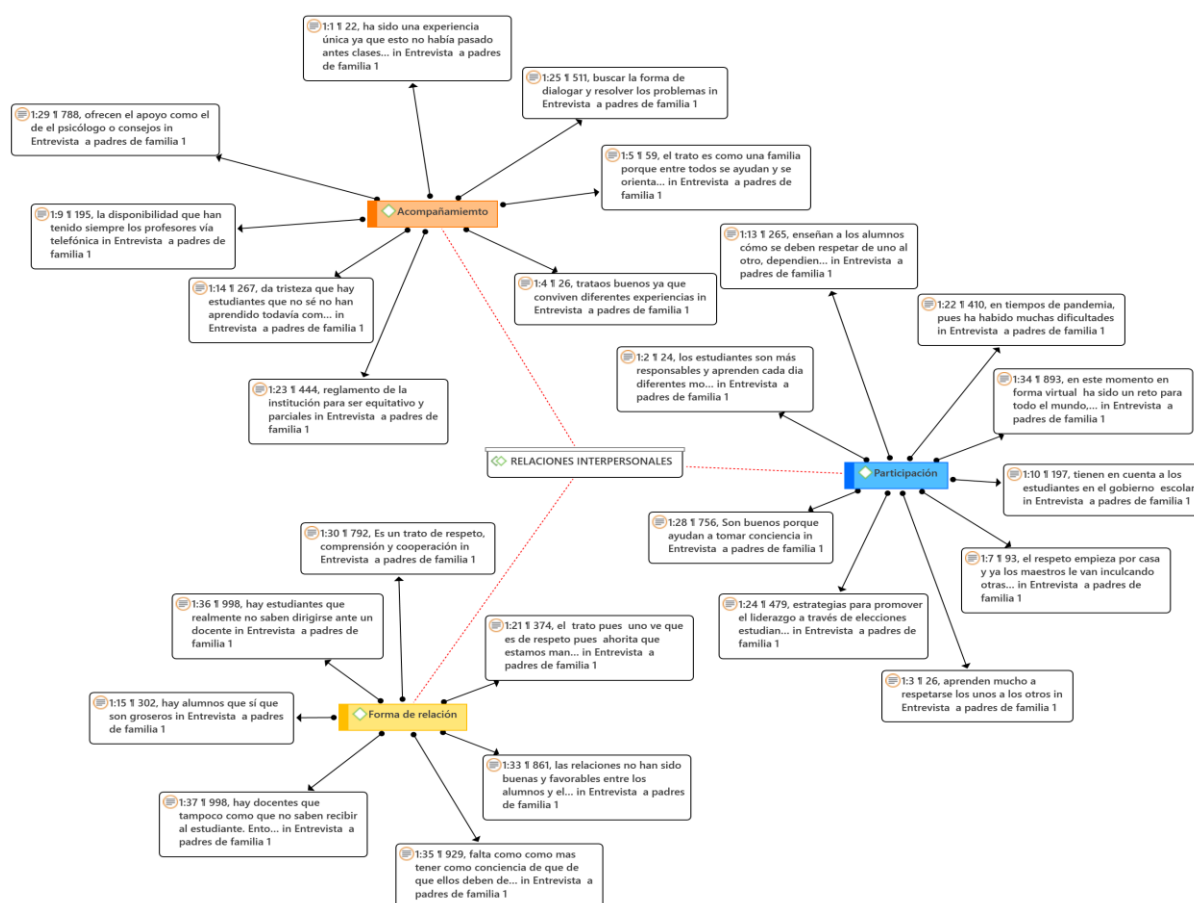 1:1 ¶ 22, ha sido una experiencia
única ya que esto no había pasado
antes clases... in Entrevista a padres
de familia 1
1:25 ¶ 511, buscar la forma de
dialogar y resolver los problemas in
Entrevista a padres de familia 1
1:29 ¶ 788, ofrecen el apoyo como el
de el psicólogo o consejos in
Entrevista a padres de familia 1
1:5 ¶ 59, el trato es como una familia
porque entre todos se ayudan y se
orienta... in Entrevista a padres de
familia 1
Acompañamiento
1:9 ¶ 195, la disponibilidad que han
tenido siempre los profesores vía
telefónica in Entrevista a padres de
familia 1
1:13 ¶ 265, enseñan a los alumnos
cómo se deben respetar de uno al
otro, dependien... in Entrevista a
padres de familia 1
1:14 ¶ 267, da tristeza que hay
estudiantes que no sé no han
aprendido todavía com... in
Entrevista a padres de familia 1
1:4 ¶ 26, trataos buenos ya que
conviven diferentes experiencias in
Entrevista a padres de familia 1
1:22 ¶ 410, en tiempos de pandemia,
pues ha habido muchas dificultades
in Entrevista a padres de familia 1
1:2 ¶ 24, los estudiantes son más
responsables y aprenden cada dia
diferentes mo... in Entrevista a
padres de familia 1
1:23 ¶ 444, reglamento de la
institución para ser equitativo y
parciales in Entrevista a padres de
familia 1
1:34 ¶ 893, en este momento en
forma virtual ha sido un reto para
todo el mundo,... in Entrevista a
padres de familia 1
RELACIONES INTERPERSONALES
Participación
1:10 ¶ 197, tienen en cuenta a los
estudiantes en el gobierno escolar
in Entrevista a padres de familia 1
1:28 ¶ 756, Son buenos porque
ayudan a tomar conciencia in
Entrevista a padres de familia 1
1:30 ¶ 792, Es un trato de respeto,
comprensión y cooperación in
Entrevista a padres de familia 1
1:7 ¶ 93, el respeto empieza por casa
y ya los maestros le van inculcando
otras... in Entrevista a padres de
familia 1
1:36 ¶ 998, hay estudiantes que
realmente no saben dirigirse ante un
docente in Entrevista a padres de
familia 1
1:24 ¶ 479, estrategias para promover
el liderazgo a través de elecciones
estudian... in Entrevista a padres de
familia 1
1:21 ¶ 374, el trato pues uno ve que
es de respeto pues ahorita que
estamos man... in Entrevista a
padres de familia 1
1:3 ¶ 26, aprenden mucho a
respetarse los unos a los otros in
Entrevista a padres de familia 1
1:15 ¶ 302, hay alumnos que sí que
son groseros in Entrevista a padres
de familia 1
Forma de relación
1:33 ¶ 861, las relaciones no han sido
buenas y favorables entre los
alumnos y el... in Entrevista a padres
de familia 1
1:37 ¶ 998, hay docentes que
tampoco como que no saben recibir
al estudiante. Ento... in Entrevista a
padres de familia 1
1:35 ¶ 929, falta como como mas
tener como conciencia de que de
que ellos deben de... in Entrevista a
padres de familia 1